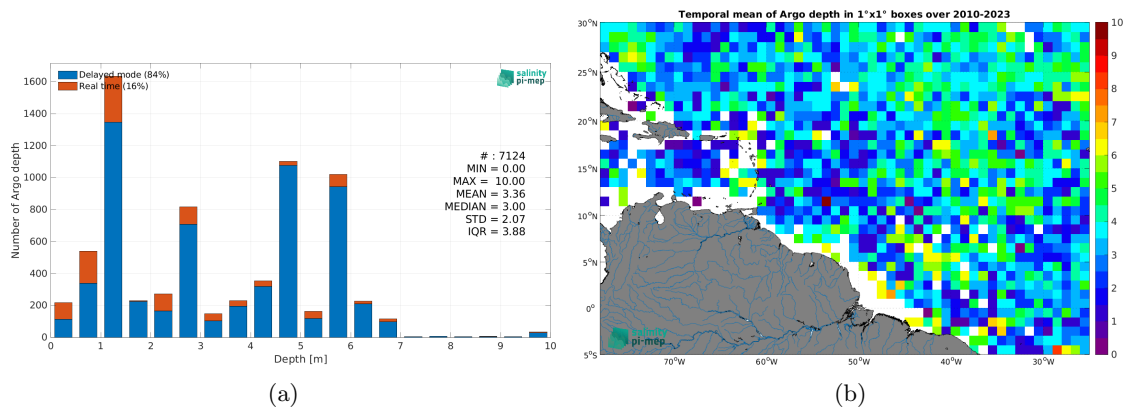 Delayed mode (84%)
Real time (16%)
salinity
pi-mep
Number of Argo depth
1600
1400
1200
1000
800
600
400
200
0
# : 7124
MIN = 0.00
MAX = 10.00
MEAN = 3.36
MEDIAN = 3.00
STD = 2.07
IQR = 3.88
0 1 2 3 4 5 6 7 8 9 10
Depth [m]
(a)
Temporal mean of Argo depth in 1°x1° boxes over 2010-2023
30°N
25°N
20°N
15°N
10°N
5°N
0°
5°S
70°W 60°W 50°W 40°W 30°W
salinity
pi-mep
10
9
8
7
6
5
4
3
2
1
0
(b)